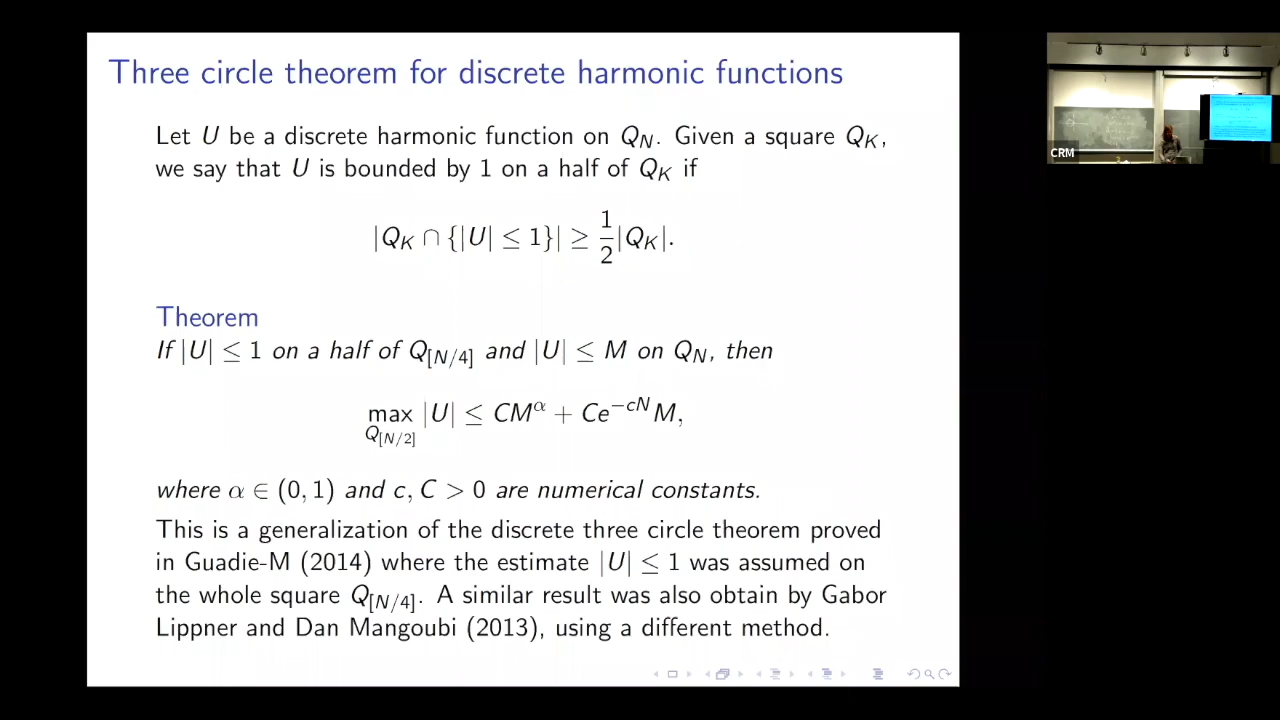 Three circle theorem for discrete harmonic functions
Let U be a discrete harmonic function on Q_N. Given a square Q_K,
we say that U is bounded by 1 on a half of Q_K if
|Q_K ∩ {|U| ≤ 1}| ≥ 1/2 |Q_K|.
Theorem
If |U| ≤ 1 on a half of Q_[N/4] and |U| ≤ M on Q_N, then
max_{Q_[N/2]} |U| ≤ CM^α + Ce^{-cN}M,
where α ∈ (0, 1) and c, C > 0 are numerical constants.
This is a generalization of the discrete three circle theorem proved
in Guadie-M (2014) where the estimate |U| ≤ 1 was assumed on
the whole square Q_[N/4]. A similar result was also obtain by Gabor
Lippner and Dan Mangoubi (2013), using a different method.
CRM